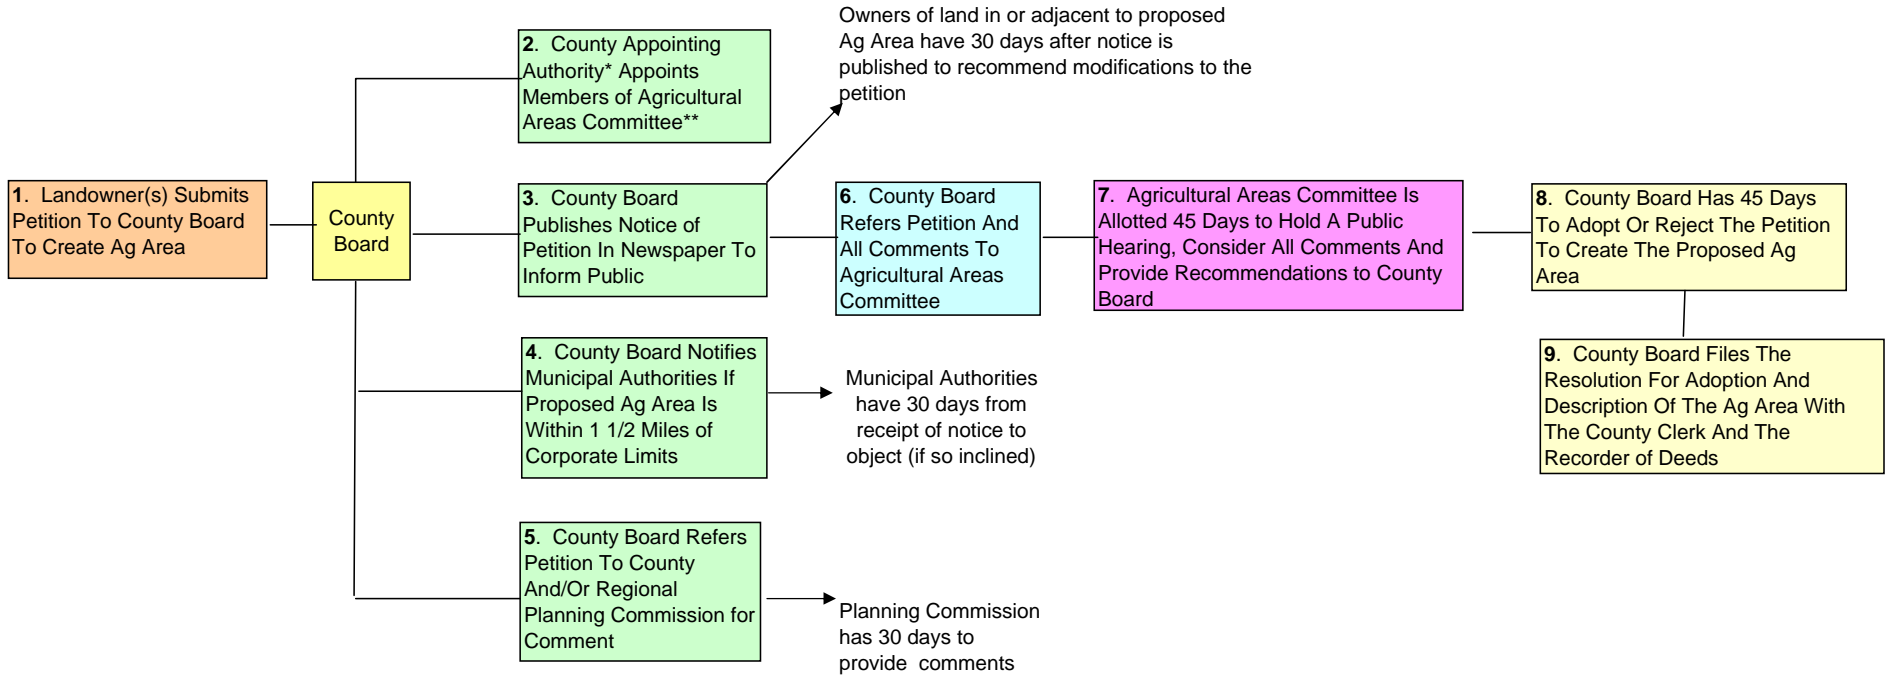 1. Landowner(s) Submits
Petition To County Board
To Create Ag Area
County
Board
2. County Appointing
Authority* Appoints
Members of Agricultural
Areas Committee**
3. County Board
Publishes Notice of
Petition In Newspaper To
Inform Public
Owners of land in or adjacent to proposed
Ag Area have 30 days after notice is
published to recommend modifications to the
petition
4. County Board Notifies
Municipal Authorities If
Proposed Ag Area Is
Within 1 1/2 Miles of
Corporate Limits
Municipal Authorities
have 30 days from
receipt of notice to
object (if so inclined)
5. County Board Refers
Petition To County
And/Or Regional
Planning Commission for
Comment
Planning Commission
has 30 days to
provide comments
6. County Board
Refers Petition And
All Comments To
Agricultural Areas
Committee
7. Agricultural Areas Committee Is
Allotted 45 Days to Hold A Public
Hearing, Consider All Comments And
Provide Recommendations to County
Board
8. County Board Has 45 Days
To Adopt Or Reject The Petition
To Create The Proposed Ag
Area
9. County Board Files The
Resolution For Adoption And
Description Of The Ag Area With
The County Clerk And The
Recorder of Deeds